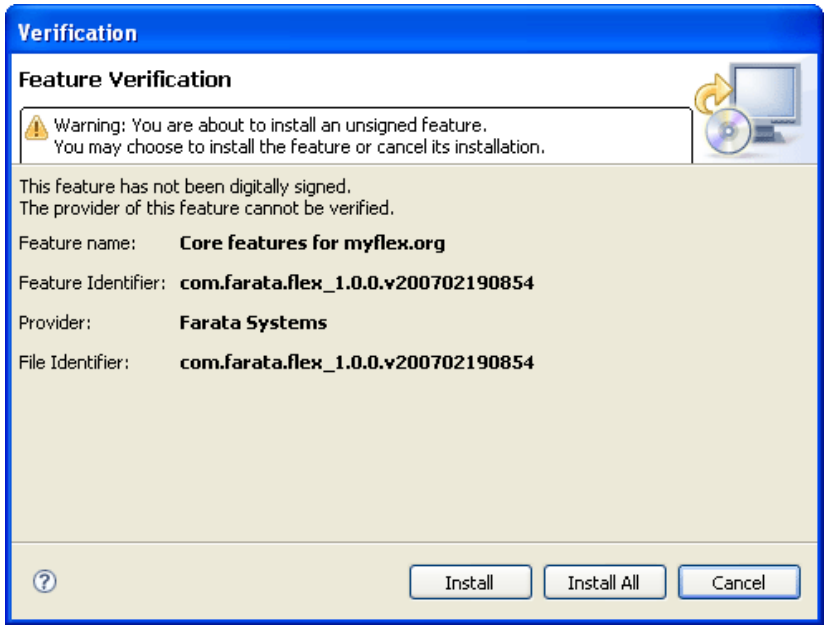 Verification
Feature Verification
Warning: You are about to install an unsigned feature.
You may choose to install the feature or cancel its installation.
This feature has not been digitally signed.
The provider of this feature cannot be verified.
Feature name: Core features for myflex.org
Feature Identifier: com.farata.flex_1.0.0.v200702190854
Provider: Farata Systems
File Identifier: com.farata.flex_1.0.0.v200702190854
? Install Install All Cancel